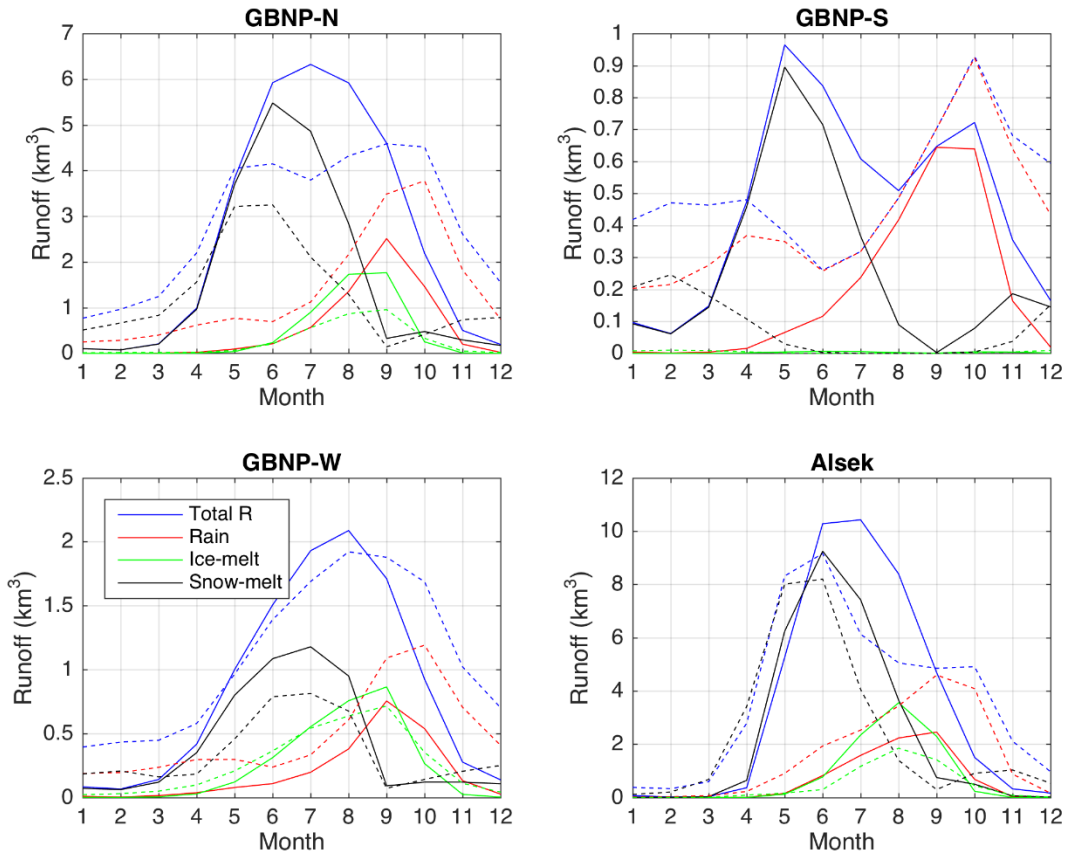 GBNP-N
7
6
5
4
3
2
1
0
Runoff (km³)
1 2 3 4 5 6 7 8 9 10 11 12
Month
GBNP-S
1
0.9
0.8
0.7
0.6
0.5
0.4
0.3
0.2
0.1
0
Runoff (km³)
1 2 3 4 5 6 7 8 9 10 11 12
Month
GBNP-W
2.5
2
1.5
1
0.5
0
Runoff (km³)
Total R
Rain
Ice-melt
Snow-melt
1 2 3 4 5 6 7 8 9 10 11 12
Month
Alsek
12
10
8
6
4
2
0
Runoff (km³)
1 2 3 4 5 6 7 8 9 10 11 12
Month